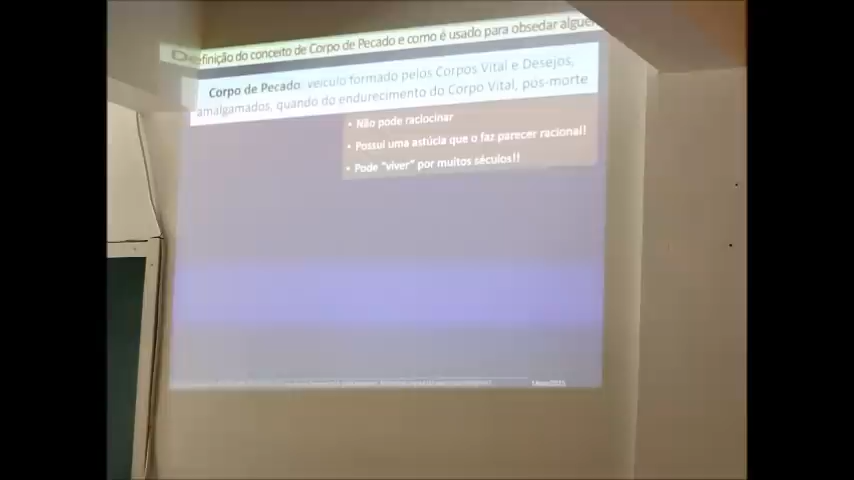 Definição do conceito de Corpo de Pecado e como é usado para obsedar alguém
Corpo de Pecado: veículo formado pelos Corpos Vital e Desejos,
amalgamados, quando do endurecimento do Corpo Vital, pós-morte
• Não pode raciocinar
• Possui uma astúcia que o faz parecer racional!
• Pode "viver" por muitos séculos!!